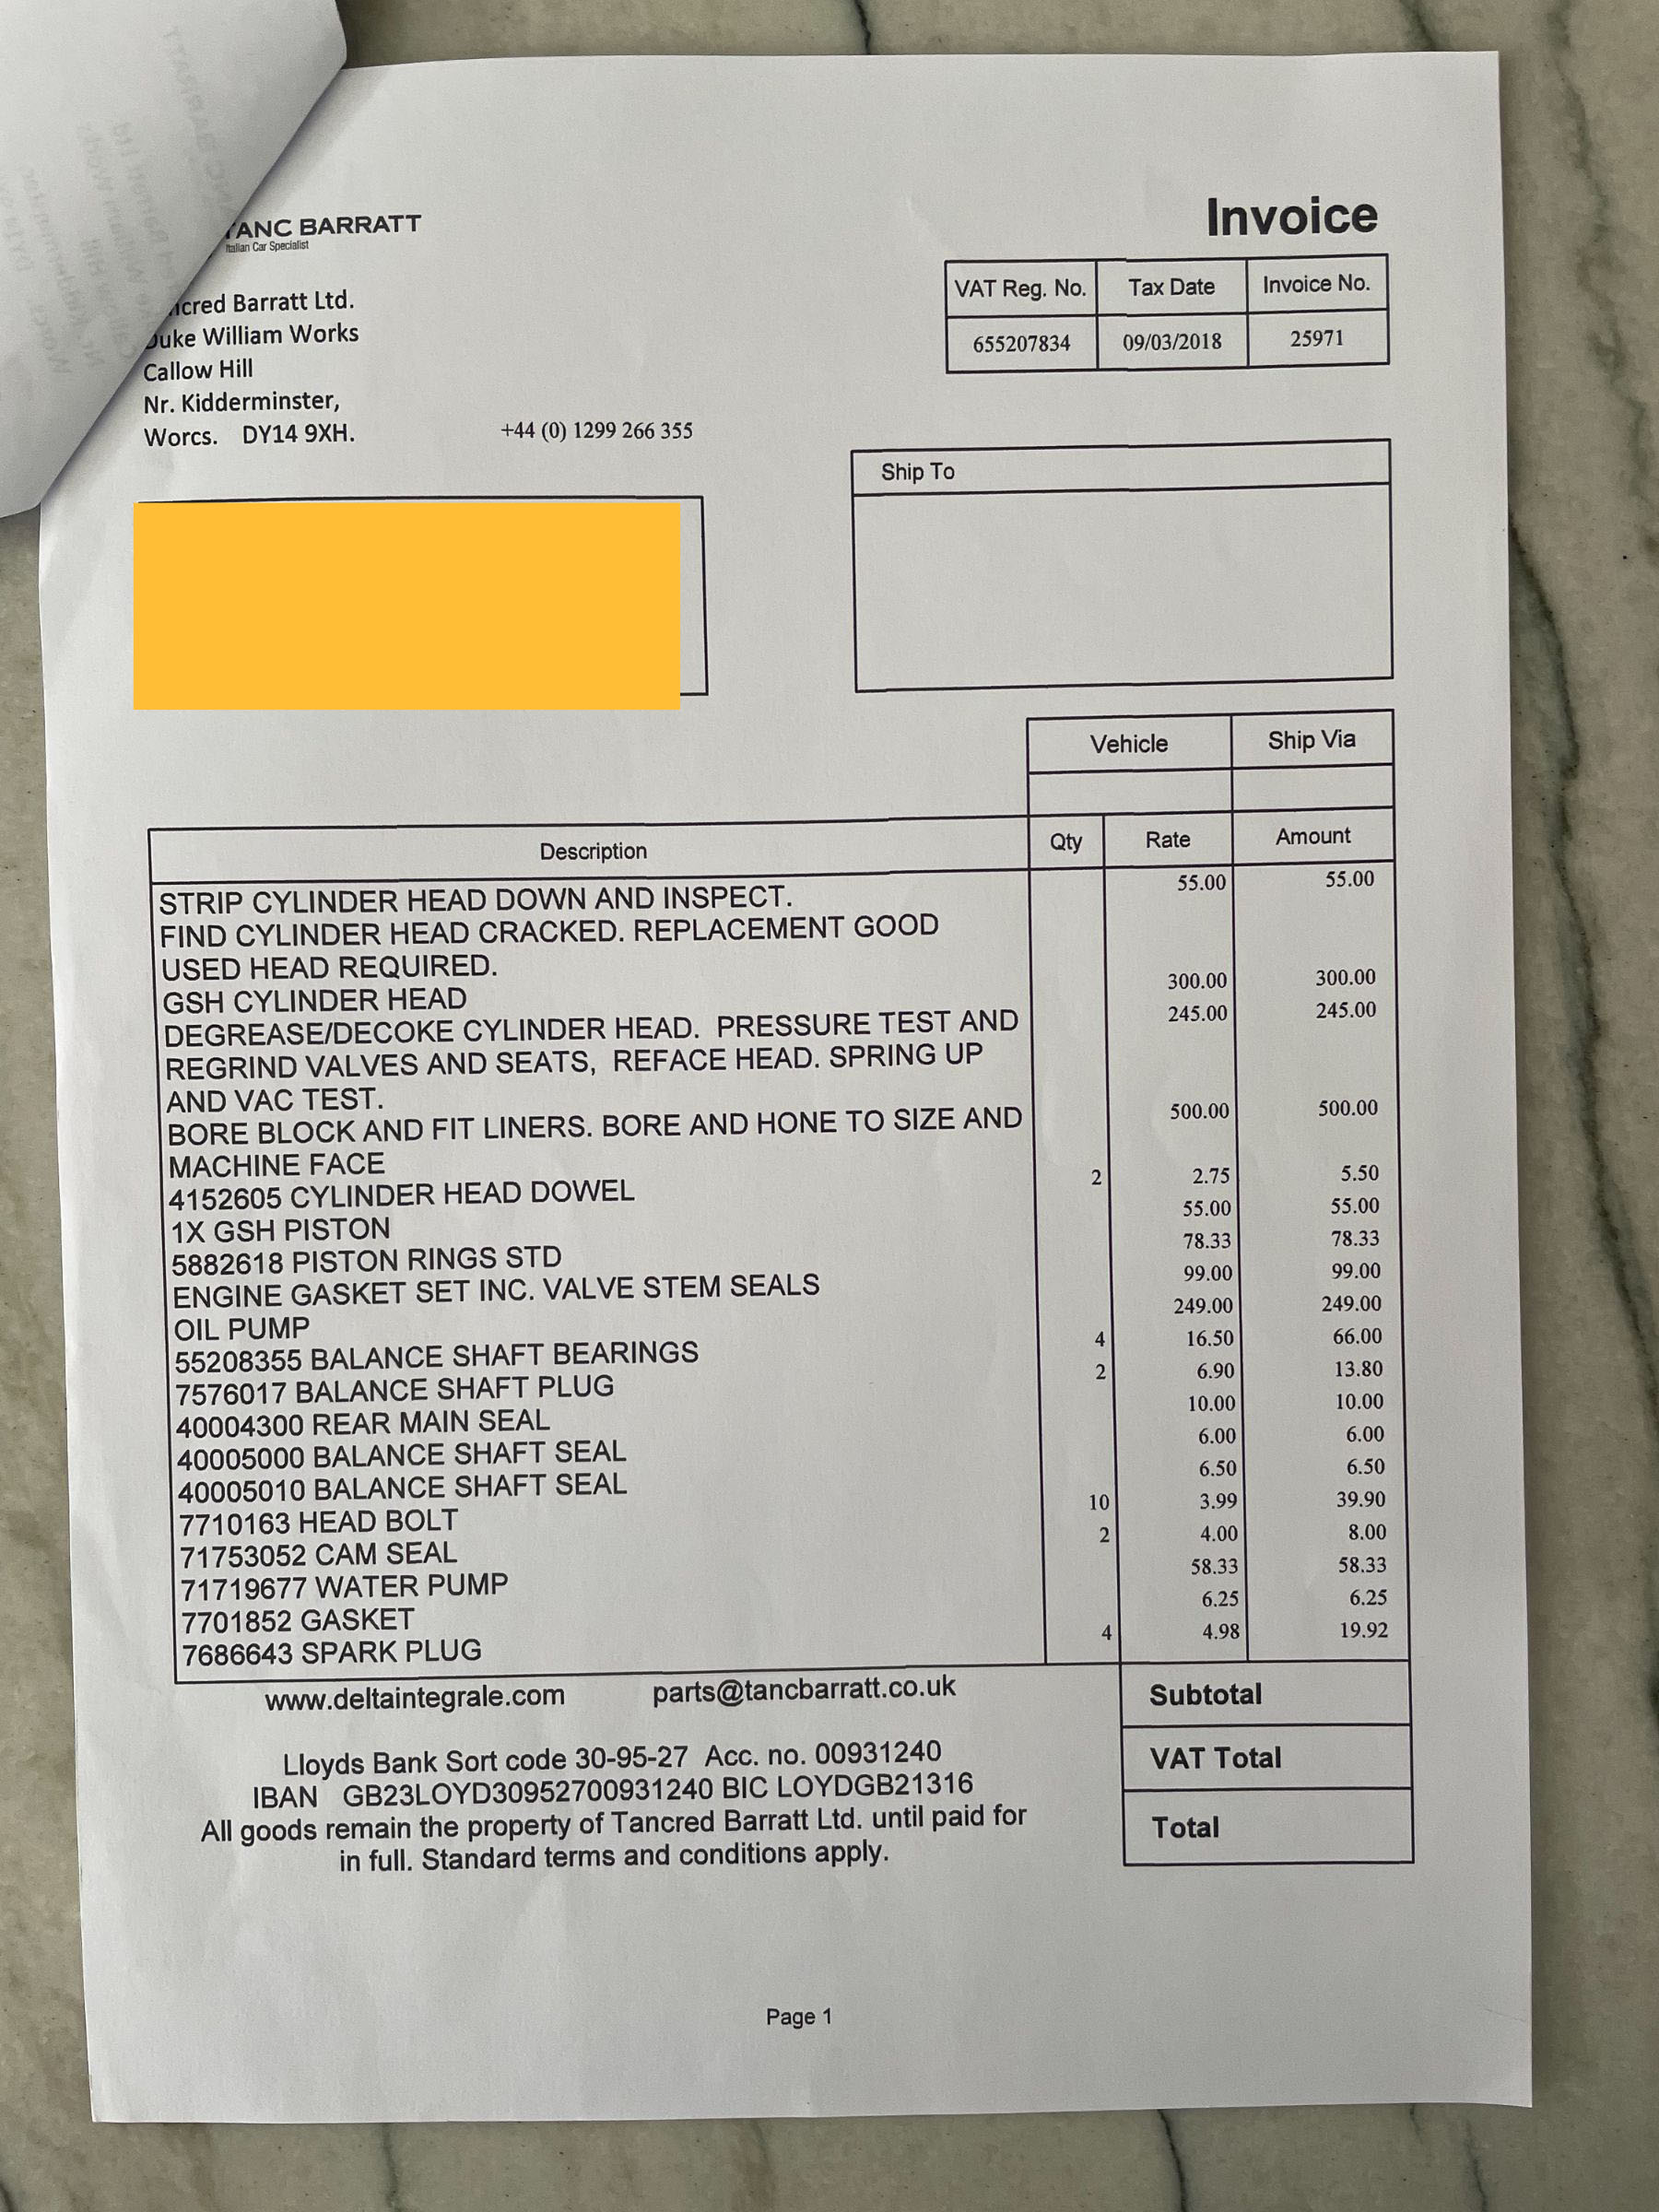 TANC BARRATT
Italian Car Specialist
Invoice
VAT Reg. No. Tax Date Invoice No.
655207834 09/03/2018 25971
Barratt Ltd.
Duke William Works
Callow Hill
Nr. Kidderminster,
Worcs. DY14 9XH. +44 (0) 1299 266 355
Ship To
Vehicle Ship Via
Description Qty Rate Amount
STRIP CYLINDER HEAD DOWN AND INSPECT. 55.00 55.00
FIND CYLINDER HEAD CRACKED. REPLACEMENT GOOD
USED HEAD REQUIRED.
GSH CYLINDER HEAD 300.00 300.00
DEGREASE/DECOKE CYLINDER HEAD. PRESSURE TEST AND 245.00 245.00
REGRIND VALVES AND SEATS, REFACE HEAD. SPRING UP
AND VAC TEST.
BORE BLOCK AND FIT LINERS. BORE AND HONE TO SIZE AND 500.00 500.00
MACHINE FACE
4152605 CYLINDER HEAD DOWEL 2 2.75 5.50
1X GSH PISTON 55.00 55.00
5882618 PISTON RINGS STD 78.33 78.33
ENGINE GASKET SET INC. VALVE STEM SEALS 99.00 99.00
OIL PUMP 249.00 249.00
55208355 BALANCE SHAFT BEARINGS 4 16.50 66.00
7576017 BALANCE SHAFT PLUG 2 6.90 13.80
40004300 REAR MAIN SEAL 10.00 10.00
40005000 BALANCE SHAFT SEAL 6.00 6.00
40005010 BALANCE SHAFT SEAL 6.50 6.50
7710163 HEAD BOLT 10 3.99 39.90
71753052 CAM SEAL 2 4.00 8.00
71719677 WATER PUMP 58.33 58.33
7701852 GASKET 6.25 6.25
7686643 SPARK PLUG 4 4.98 19.92
www.deltaintegrale.com parts@tancbarratt.co.uk
Subtotal
VAT Total
Total
Lloyds Bank Sort code 30-95-27 Acc. no. 00931240
IBAN GB23LOYD30952700931240 BIC LOYDGB21316
All goods remain the property of Tancred Barratt Ltd. until paid for
in full. Standard terms and conditions apply.
Page 1